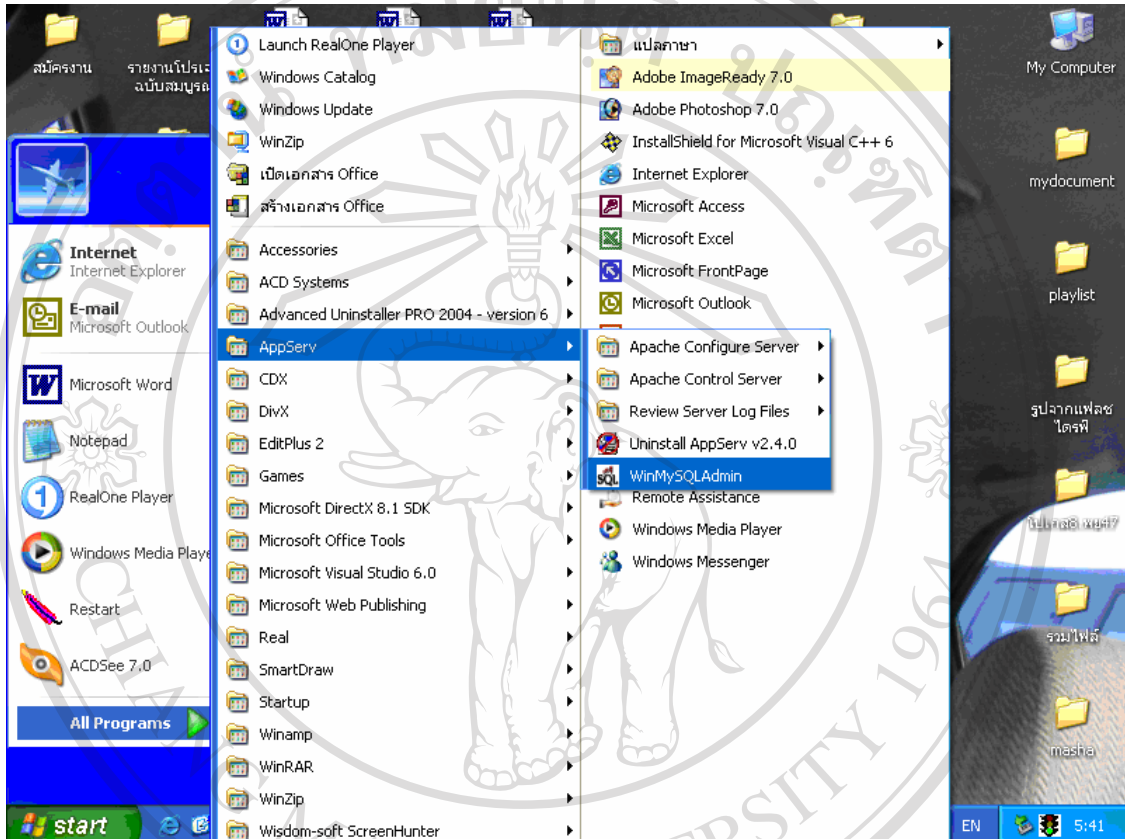 สมัครงาน
รายงานโปรเจ
ฉบับสมบูรณ
Launch RealOne Player
Windows Catalog
Windows Update
WinZip
เปิดเอกสาร Office
สร้างเอกสาร Office
Accessories
ACD Systems
Advanced Uninstaller PRO 2004 - version 6
AppServ
CDX
DivX
EditPlus 2
Games
Microsoft DirectX 8.1 SDK
Microsoft Office Tools
Microsoft Visual Studio 6.0
Microsoft Web Publishing
Real
SmartDraw
Startup
Winamp
WinRAR
WinZip
Wisdom-soft ScreenHunter
แปลภาษา
Adobe ImageReady 7.0
Adobe Photoshop 7.0
InstallShield for Microsoft Visual C++ 6
Internet Explorer
Microsoft Access
Microsoft Excel
Microsoft FrontPage
Microsoft Outlook
Apache Configure Server
Apache Control Server
Review Server Log Files
Uninstall AppServ v2.4.0
WinMySQLAdmin
Remote Assistance
Windows Media Player
Windows Messenger
Internet
Internet Explorer
E-mail
Microsoft Outlook
Microsoft Word
Notepad
RealOne Player
Windows Media Playe
Restart
ACDSee 7.0
All Programs
start
My Computer
mydocument
playlist
รูปจากแฟลช
ไดรฟ์
รวมไฟล์
masha
EN
5:41